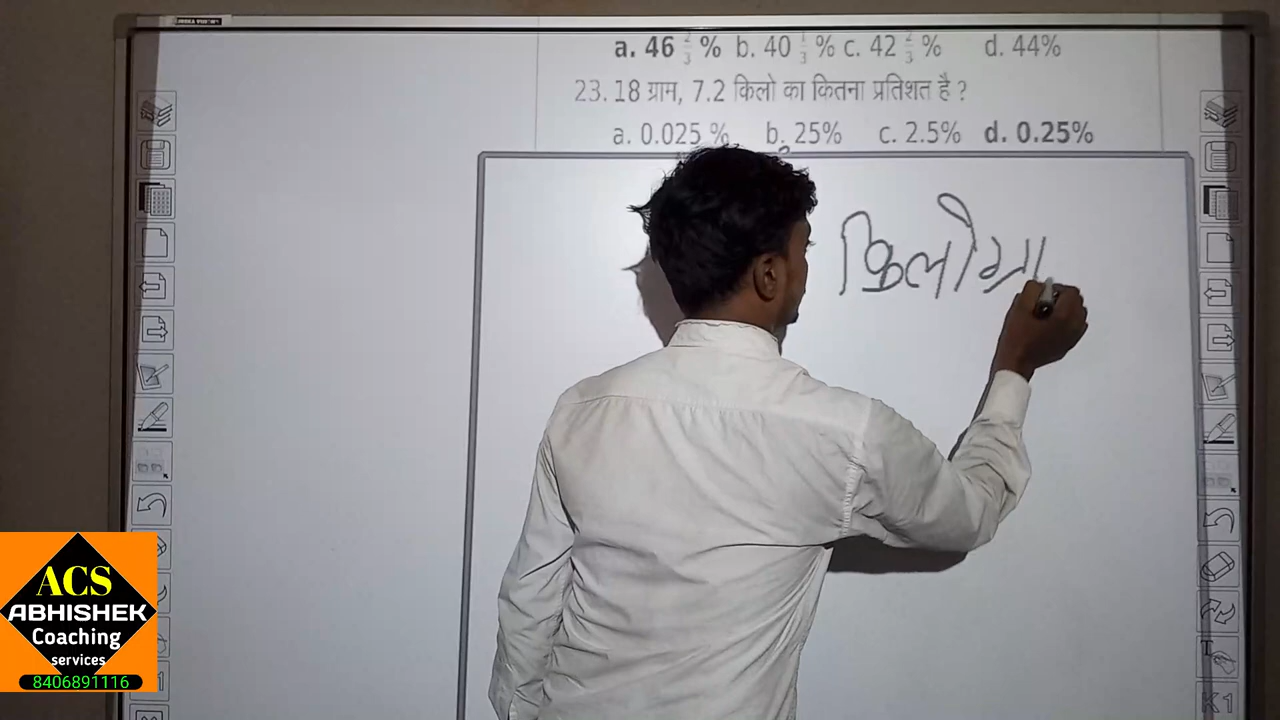 a. 46 2/3 % b. 40 1/3 % c. 42 2/3 % d. 44%
23. 18 ग्राम, 7.2 किलो का कितना प्रतिशत है ?
a. 0.025 % b. 25% c. 2.5% d. 0.25%
किलोग्रा
ACS
ABHISHEK
Coaching
services
8406891116
T
K1